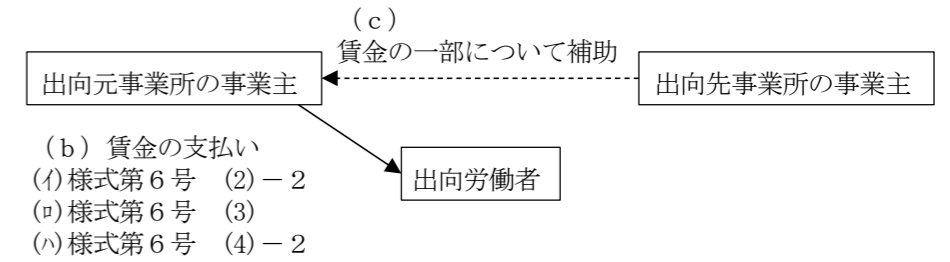 (c)
賃金の一部について補助
出向元事業所の事業主
出向先事業所の事業主
(b)賃金の支払い
(ｲ)様式第6号 (2)-2
(ﾛ)様式第6号 (3)
(ﾊ)様式第6号 (4)-2
出向労働者